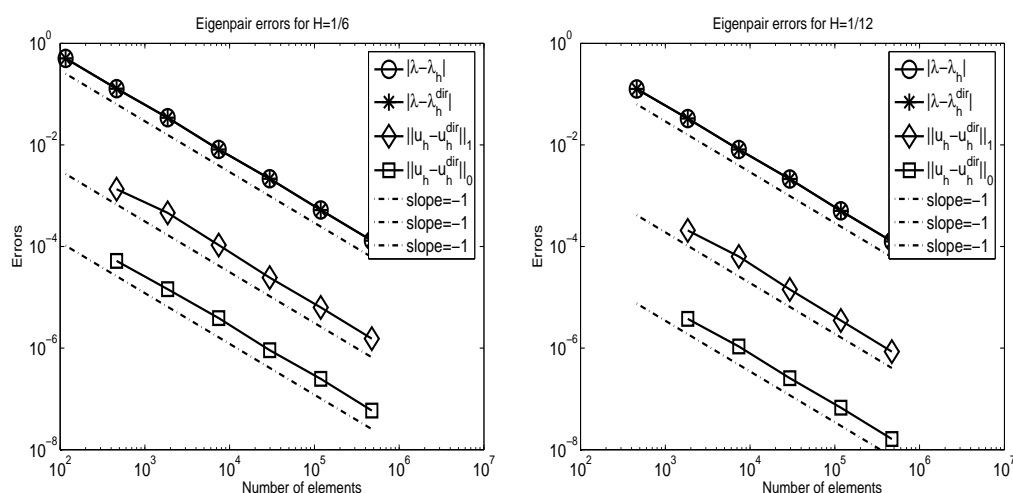 Eigenpair errors for H=1/6
10^0
10^−2
10^−4
10^−6
10^−8
Errors
10^2 10^3 10^4 10^5 10^6 10^7
Number of elements
|λ−λ_h|
|λ−λ_h^dir|
||u_h−u_h^dir||_1
||u_h−u_h^dir||_0
slope=−1
slope=−1
slope=−1
Eigenpair errors for H=1/12
10^0
10^−2
10^−4
10^−6
10^−8
Errors
10^2 10^3 10^4 10^5 10^6 10^7
Number of elements
|λ−λ_h|
|λ−λ_h^dir|
||u_h−u_h^dir||_1
||u_h−u_h^dir||_0
slope=−1
slope=−1
slope=−1